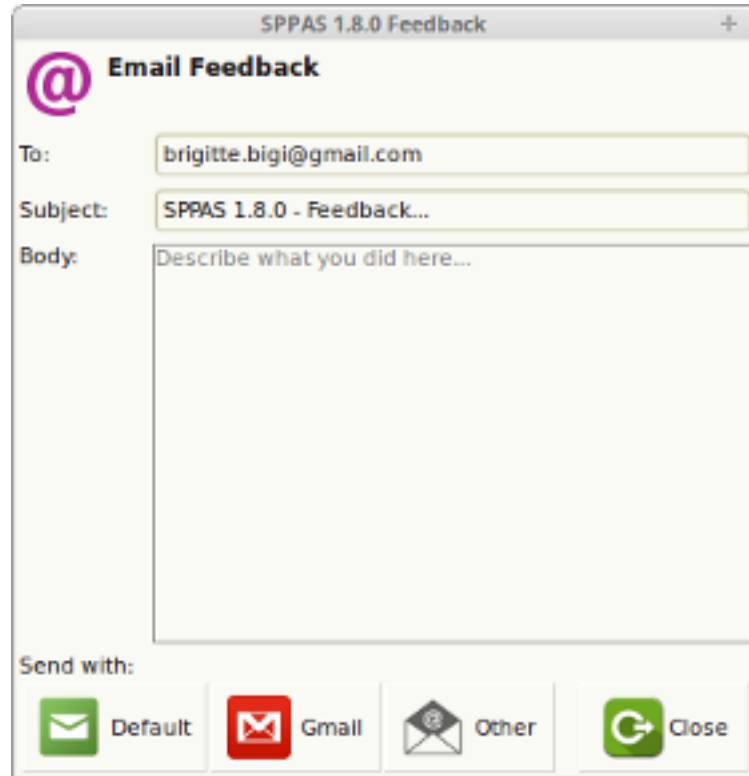 SPPAS 1.8.0 Feedback
@ Email Feedback
To: brigitte.bigi@gmail.com
Subject: SPPAS 1.8.0 - Feedback...
Body: Describe what you did here...
Send with:
Default Gmail @ Other Close